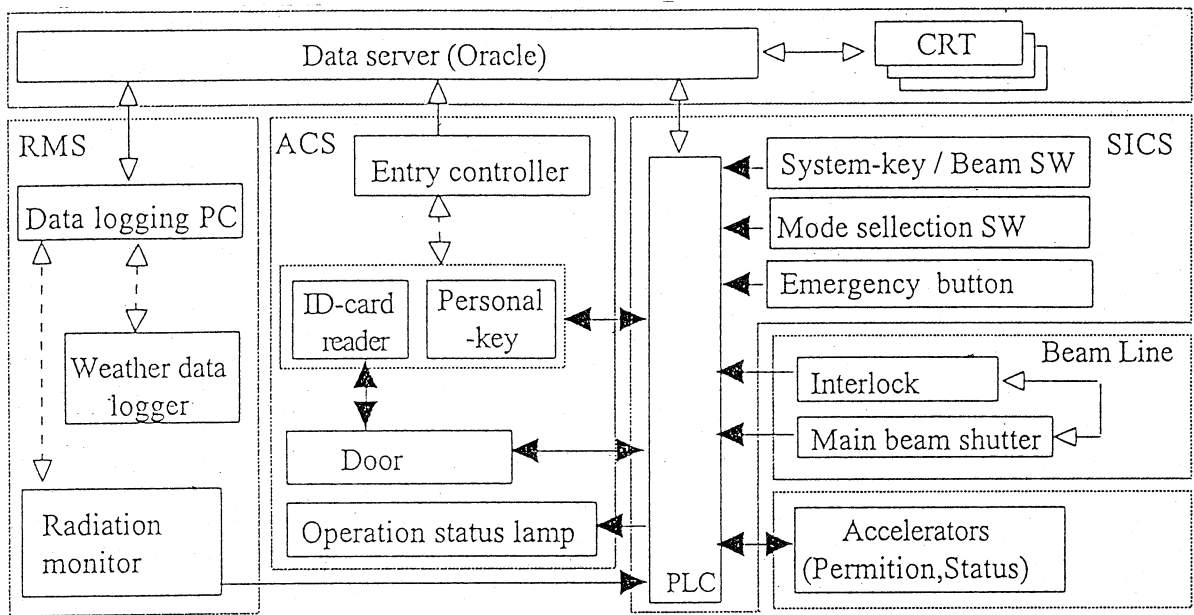 Data server (Oracle)
CRT
RMS
Data logging PC
Weather data
logger
Radiation
monitor
ACS
Entry controller
ID-card
reader
Personal
-key
Door
Operation status lamp
PLC
SICS
System-key / Beam SW
Mode sellection SW
Emergency button
Beam Line
Interlock
Main beam shutter
Accelerators
(Permition,Status)